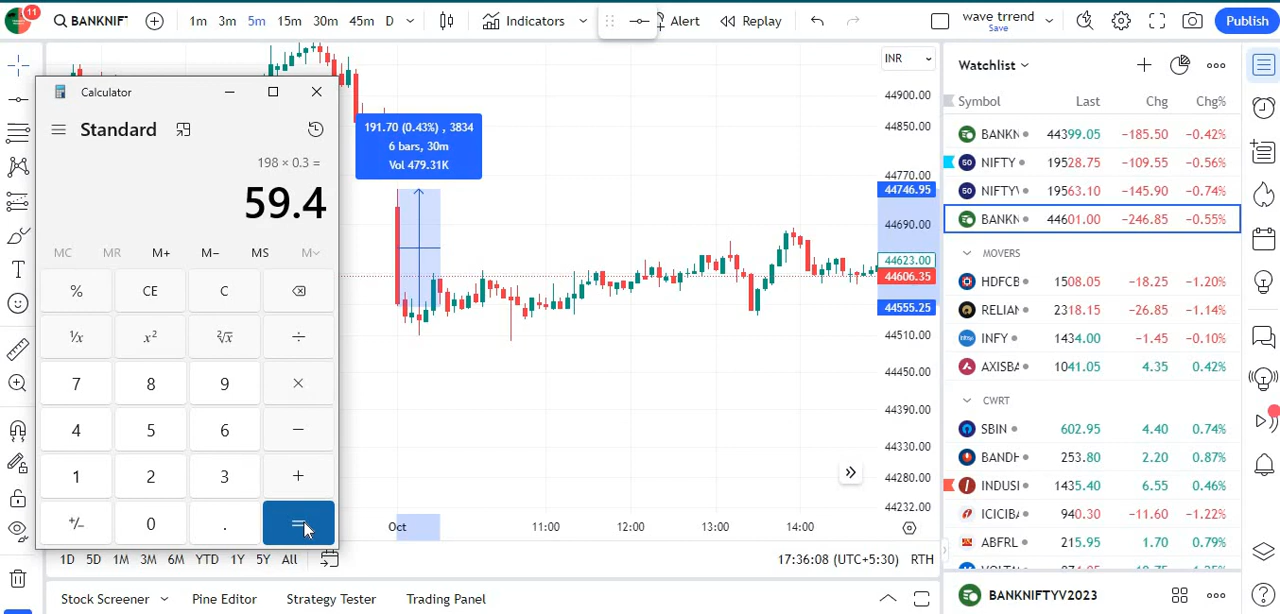 11
BANKNIF
1m 3m 5m 15m 30m 45m D
Indicators
Alert
Replay
wave trrend
Save
Publish
Calculator
Standard
198 × 0.3 =
59.4
MC MR M+ M− MS M
% CE C
¹/x x² ²√x ÷
7 8 9 ×
4 5 6 −
1 2 3 +
+/− 0 . =
191.70 (0.43%) , 3834
6 bars, 30m
Vol 479.31K
INR
44900.00
44850.00
44770.00
44746.95
44690.00
44623.00
44606.35
44555.25
44510.00
44450.00
44390.00
44330.00
44280.00
44232.00
Oct 11:00 12:00 13:00 14:00
1D 5D 1M 3M 6M YTD 1Y 5Y All
17:36:08 (UTC+5:30) RTH
Stock Screener Pine Editor Strategy Tester Trading Panel
Watchlist
Symbol Last Chg Chg%
BANKN 44399.05 −185.50 −0.42%
50 NIFTY 19528.75 −109.55 −0.56%
50 NIFTY 19563.10 −145.90 −0.74%
BANKN 44601.00 −246.85 −0.55%
MOVERS
HDFCB 1508.05 −18.25 −1.20%
RELIAN 2318.15 −26.85 −1.14%
INFY 1434.00 −1.45 −0.10%
AXISBA 1041.05 4.35 0.42%
CWRT
SBIN 602.95 4.40 0.74%
BANDH 253.80 2.20 0.87%
INDUSI 1435.40 6.55 0.46%
ICICIB 940.30 −11.60 −1.22%
ABFRL 215.95 1.70 0.79%
BANKNIFTYV2023